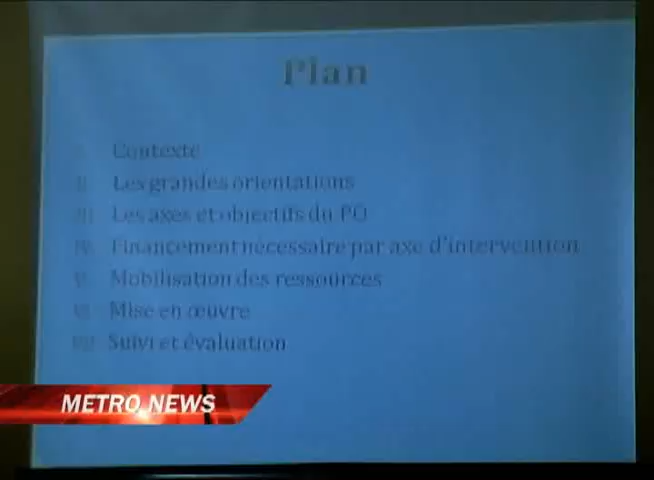 Plan
I. Contexte
II. Les grandes orientations
III. Les axes et objectifs du PO
IV. Financement nécessaire par axe d'intervention
V. Mobilisation des ressources
VI. Mise en œuvre
VII. Suivi et évaluation
METRO NEWS